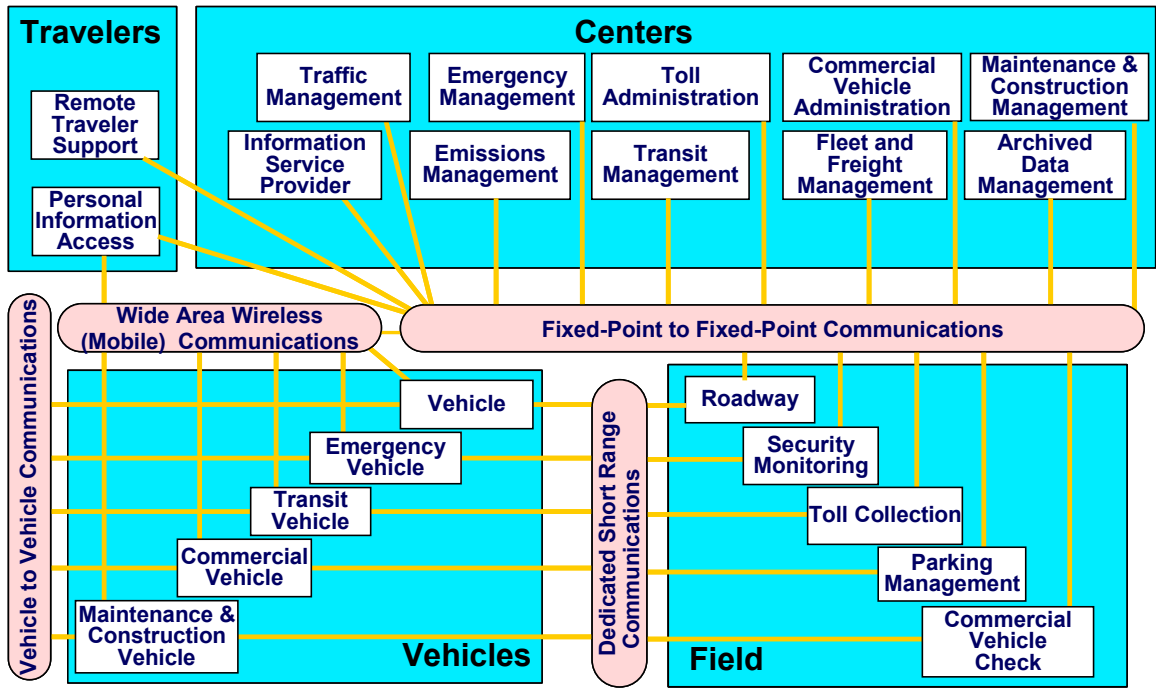 Travelers
Remote
Traveler
Support
Personal
Information
Access
Centers
Traffic
Management
Emergency
Management
Toll
Administration
Commercial
Vehicle
Administration
Maintenance &
Construction
Management
Information
Service
Provider
Emissions
Management
Transit
Management
Fleet and
Freight
Management
Archived
Data
Management
Vehicle to Vehicle Communications
Wide Area Wireless
(Mobile) Communications
Fixed-Point to Fixed-Point Communications
Vehicle
Emergency
Vehicle
Transit
Vehicle
Commercial
Vehicle
Maintenance &
Construction
Vehicle
Vehicles
Dedicated Short Range
Communications
Roadway
Security
Monitoring
Toll Collection
Parking
Management
Commercial
Vehicle
Check
Field